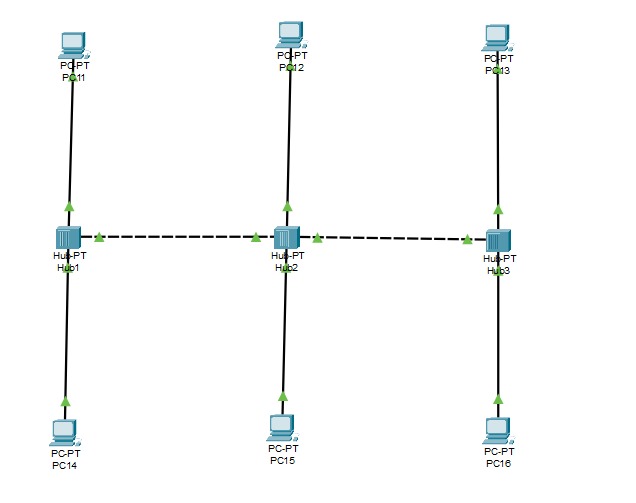 PC-PT
PC11
PC-PT
PC12
PC-PT
PC13
Hub-PT
Hub1
Hub-PT
Hub2
Hub-PT
Hub3
PC-PT
PC14
PC-PT
PC15
PC-PT
PC16